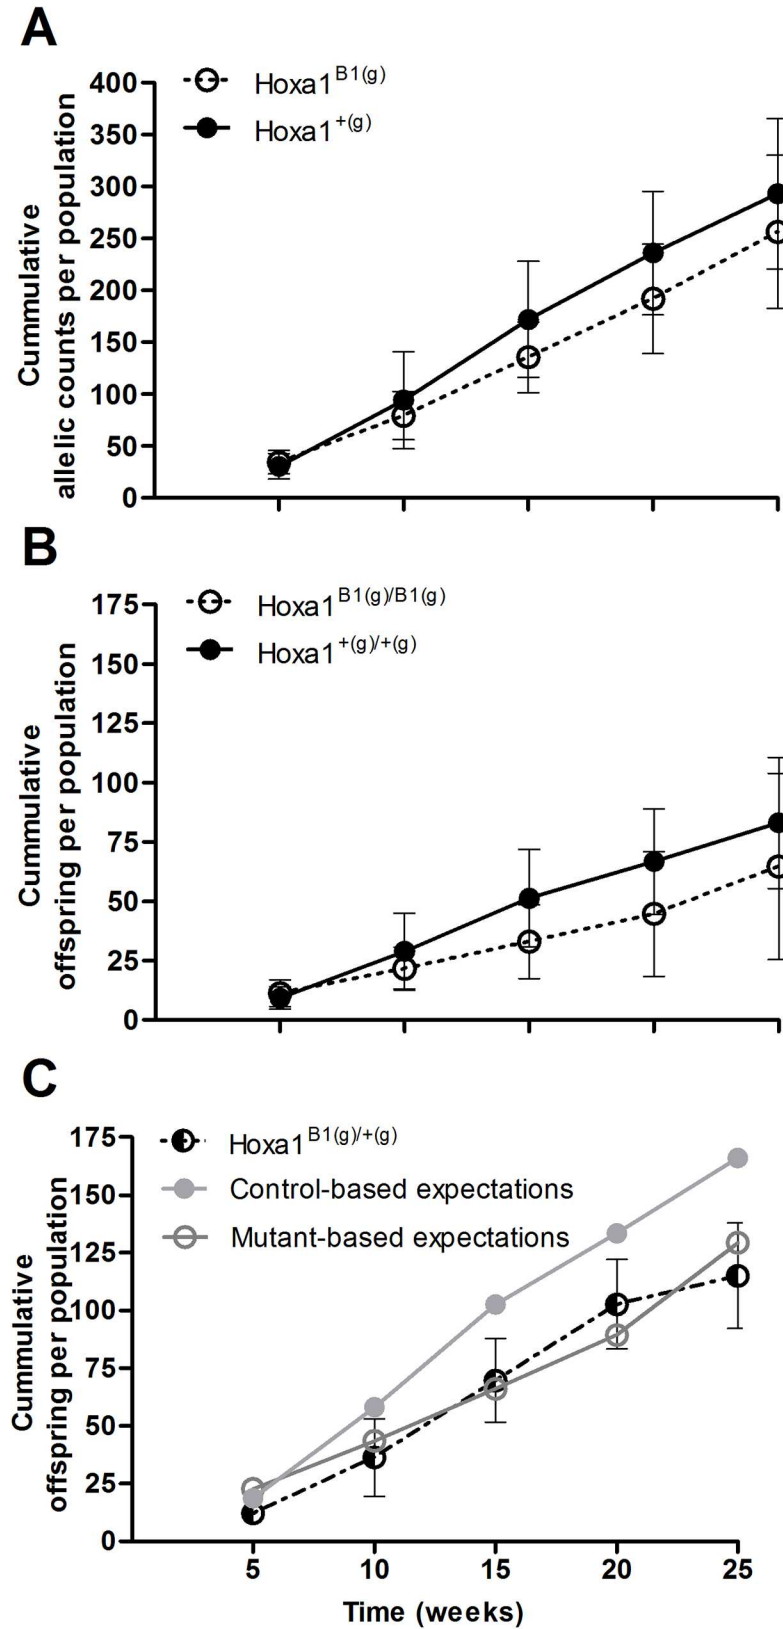 A
Cummulative
allelic counts per population
400
350
300
250
200
150
100
50
0
Hoxa1B1(g)
Hoxa1+(g)
B
Cummulative
offspring per population
175
150
125
100
75
50
25
0
Hoxa1B1(g)/B1(g)
Hoxa1+(g)/+(g)
C
Cummulative
offspring per population
175
150
125
100
75
50
25
0
Hoxa1B1(g)/+(g)
Control-based expectations
Mutant-based expectations
5 10 15 20 25
Time (weeks)